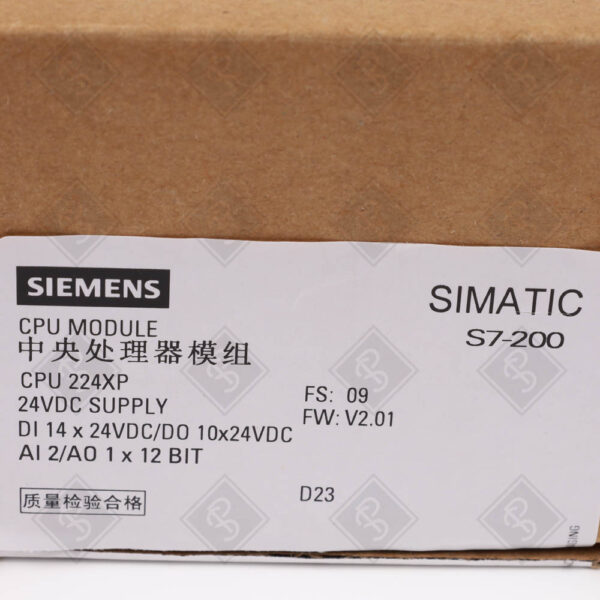 SIEMENS
SIMATIC
S7-200
CPU MODULE
中央处理器模组
CPU 224XP
24VDC SUPPLY
DI 14 x 24VDC/DO 10x24VDC
AI 2/AO 1 x 12 BIT
FS: 09
FW: V2.01
质量检验合格
D23